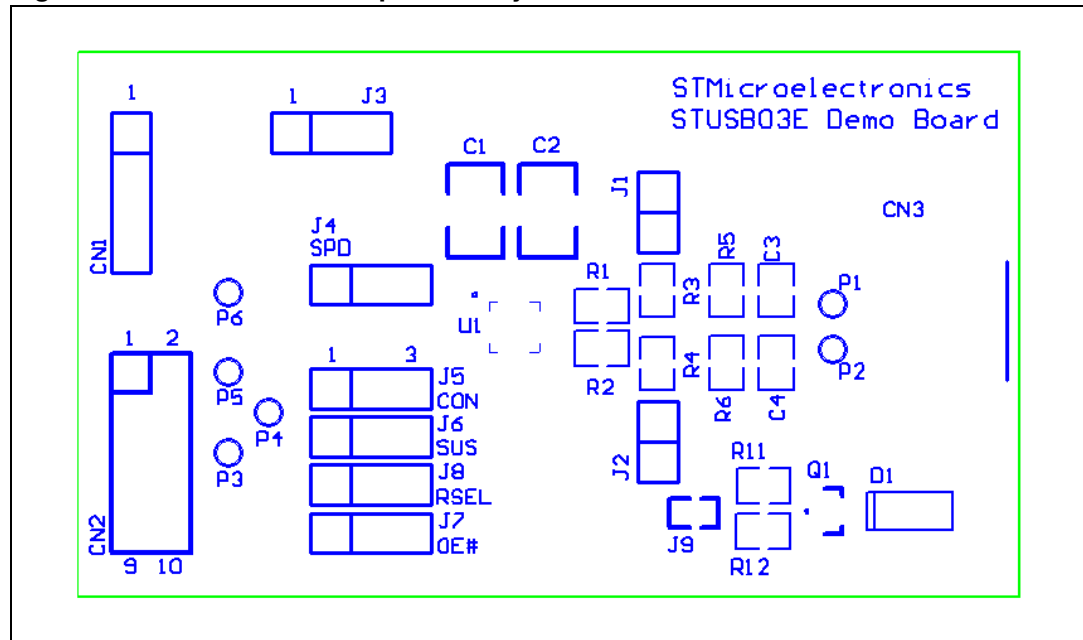 STMicroelectronics
STUSB03E Demo Board
1
1 J3
C1 C2
J1
CN3
J4
SPD
CN1
R1
R3
R5
C3
P1
P6
U1
1 2
1 3
J5
CON
R2
R4
R6
C4
P2
P5
J6
SUS
P4
P3
J8
RSEL
J2
R11
Q1
D1
CN2
J7
OE#
J9
R12
9 10